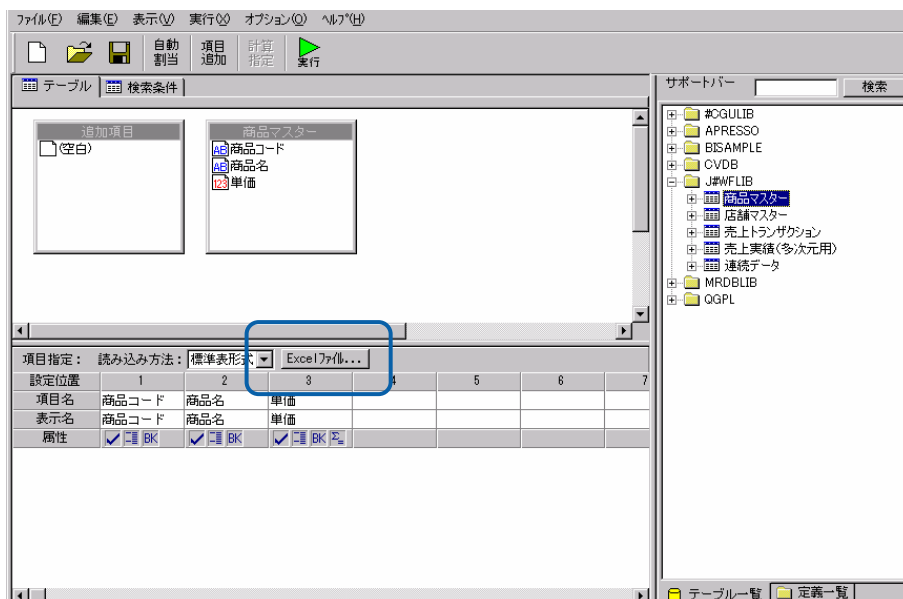 ファイル(F) 編集(E) 表示(V) 実行(X) オプション(O) ヘルプ(H)
自動割当 項目追加 計算指定 実行
テーブル 検索条件
サポートバー 検索
追加項目
(空白)
商品マスター
AB 商品コード
AB 商品名
123 単価
#CGULIB
APRESSO
BISAMPLE
CVDB
J#WFLIB
商品マスター
店舗マスター
売上トランザクション
売上実績(多次元用)
連続データ
MRDBLIB
QGPL
項目指定: 読み込み方法: 標準表形式 Excelファイル...
設定位置 1 2 3 4 5 6 7
項目名 商品コード 商品名 単価
表示名 商品コード 商品名 単価
属性 BK BK BK Σ
テーブル一覧 定義一覧